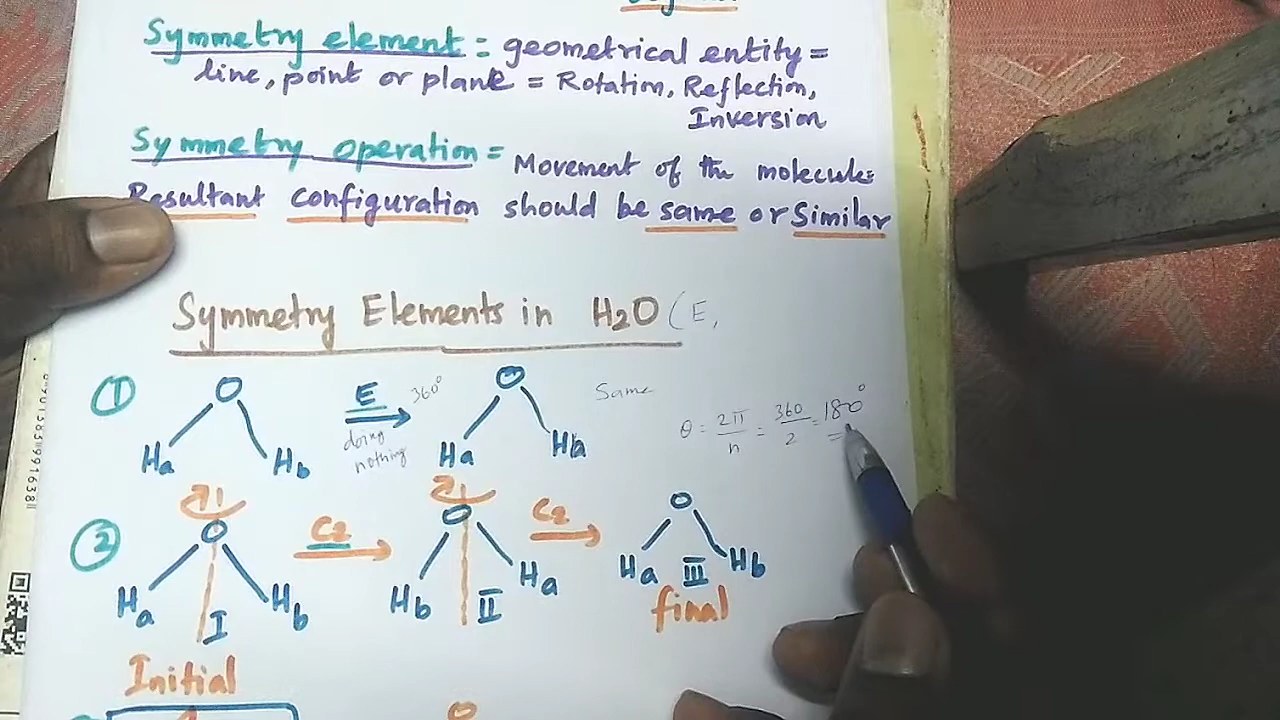 Symmetry element = geometrical entity =
line, point or plane = Rotation, Reflection,
Inversion
Symmetry operation = Movement of the molecule
Resultant configuration should be same or Similar
Symmetry Elements in H2O (E,
① O E 360° O Same
doing
nothing
Ha Hb Ha Hb
θ = 2π/n = 360/2 = 180°
② O C2 O C2 O
Ha I Hb Hb II Ha Ha III Hb
Initial final